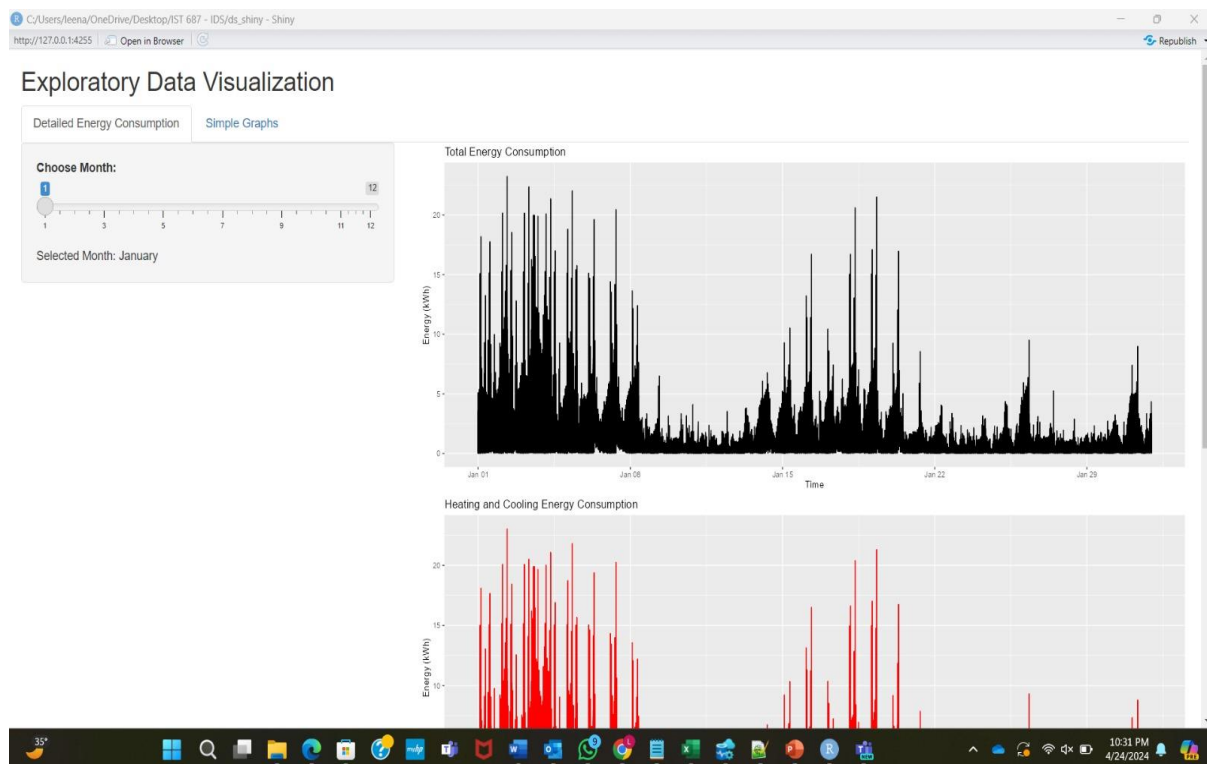 C:/Users/leena/OneDrive/Desktop/IST 687 - IDS/ds_shiny - Shiny
http://127.0.0.1:4255 Open in Browser Republish
Exploratory Data Visualization
Detailed Energy Consumption Simple Graphs
Choose Month:
1 12
1 3 5 7 9 11 12
Selected Month: January
Total Energy Consumption
20
15
Energy (kWh)
10
5
0
Jan 01 Jan 08 Jan 15 Jan 22 Jan 29
Time
Heating and Cooling Energy Consumption
20
15
Energy (kWh)
10
35°
9
10:31 PM
4/24/2024